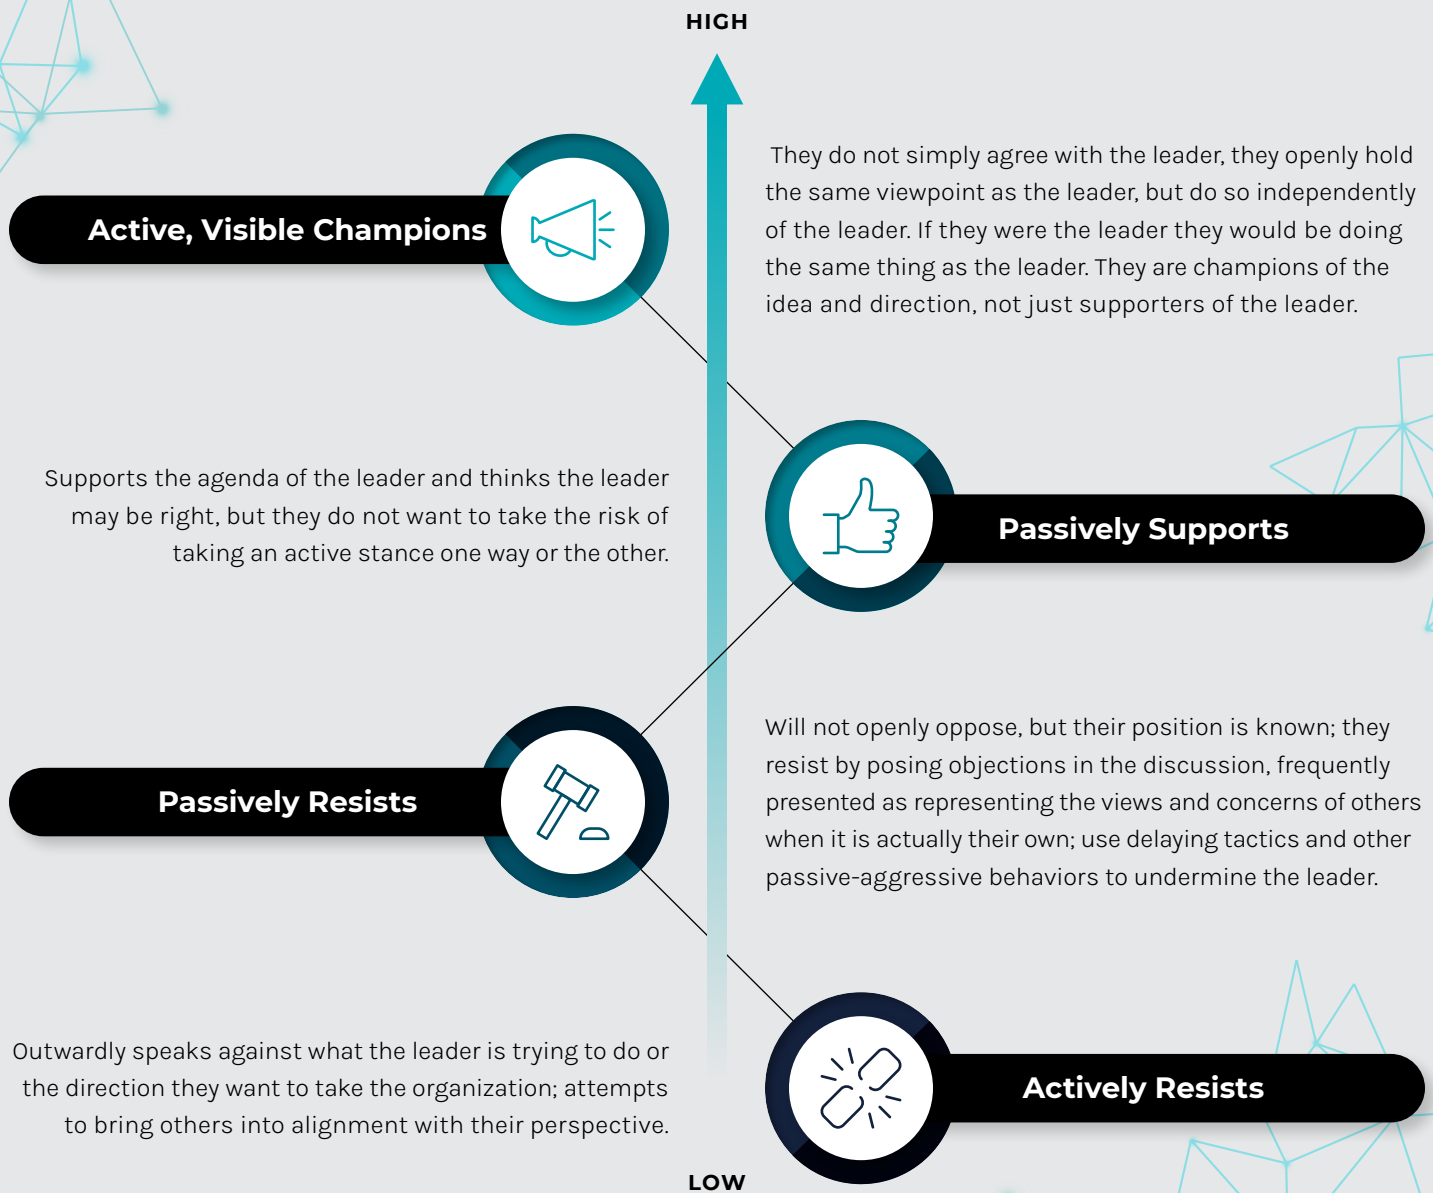 HIGH
Active, Visible Champions
They do not simply agree with the leader, they openly hold
the same viewpoint as the leader, but do so independently
of the leader. If they were the leader they would be doing
the same thing as the leader. They are champions of the
idea and direction, not just supporters of the leader.
Supports the agenda of the leader and thinks the leader
may be right, but they do not want to take the risk of
taking an active stance one way or the other.
Passively Supports
Passively Resists
Will not openly oppose, but their position is known; they
resist by posing objections in the discussion, frequently
presented as representing the views and concerns of others
when it is actually their own; use delaying tactics and other
passive-aggressive behaviors to undermine the leader.
Outwardly speaks against what the leader is trying to do or
the direction they want to take the organization; attempts
to bring others into alignment with their perspective.
Actively Resists
LOW